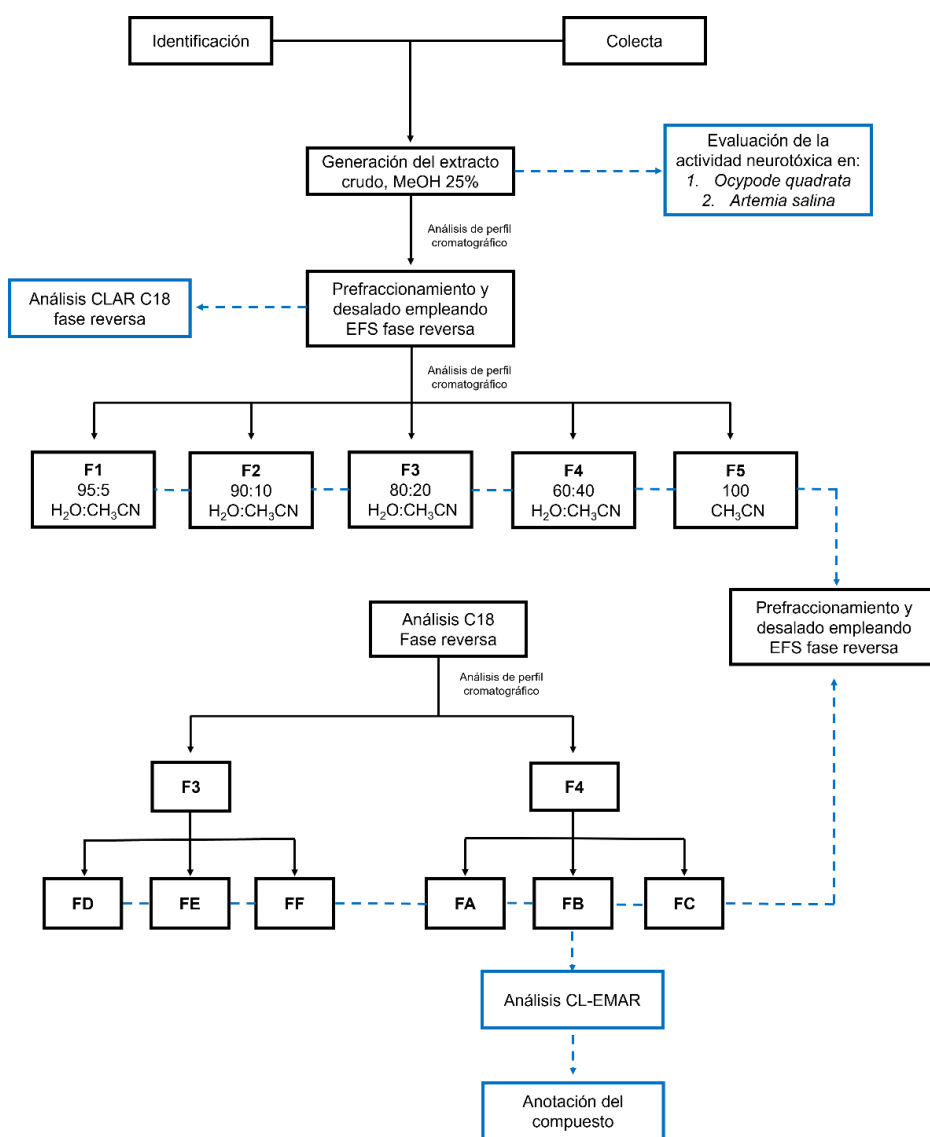 Identificación
Colecta
Generación del extracto
crudo, MeOH 25%
Evaluación de la
actividad neurotóxica en:
1. Ocypode quadrata
2. Artemia salina
Análisis de perfil
cromatográfico
Análisis CLAR C18
fase reversa
Prefraccionamiento y
desalado empleando
EFS fase reversa
Análisis de perfil
cromatográfico
F1
95:5
H₂O:CH₃CN
F2
90:10
H₂O:CH₃CN
F3
80:20
H₂O:CH₃CN
F4
60:40
H₂O:CH₃CN
F5
100
CH₃CN
Prefraccionamiento y
desalado empleando
EFS fase reversa
Análisis C18
Fase reversa
Análisis de perfil
cromatográfico
F3
F4
FD
FE
FF
FA
FB
FC
Análisis CL-EMAR
Anotación del
compuesto